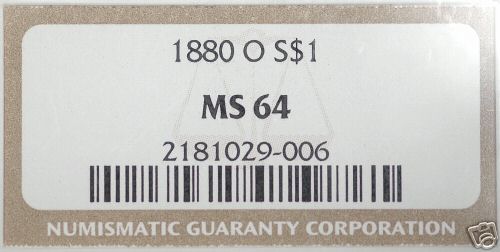 1880 O S$1
MS 64
2181029-006
NUMISMATIC GUARANTY CORPORATION